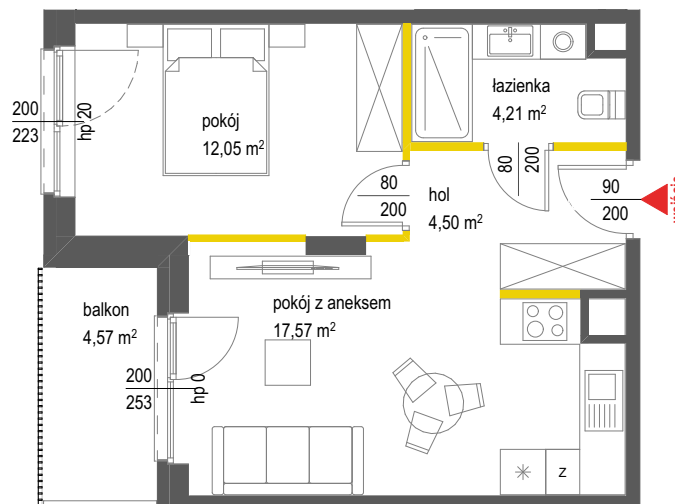 łazienka
4,21 m²
pokój
12,05 m²
200
223
hp 20
80
200
80
200
hol
4,50 m²
90
200
wejście
balkon
4,57 m²
pokój z aneksem
17,57 m²
200
253
hp 0
z